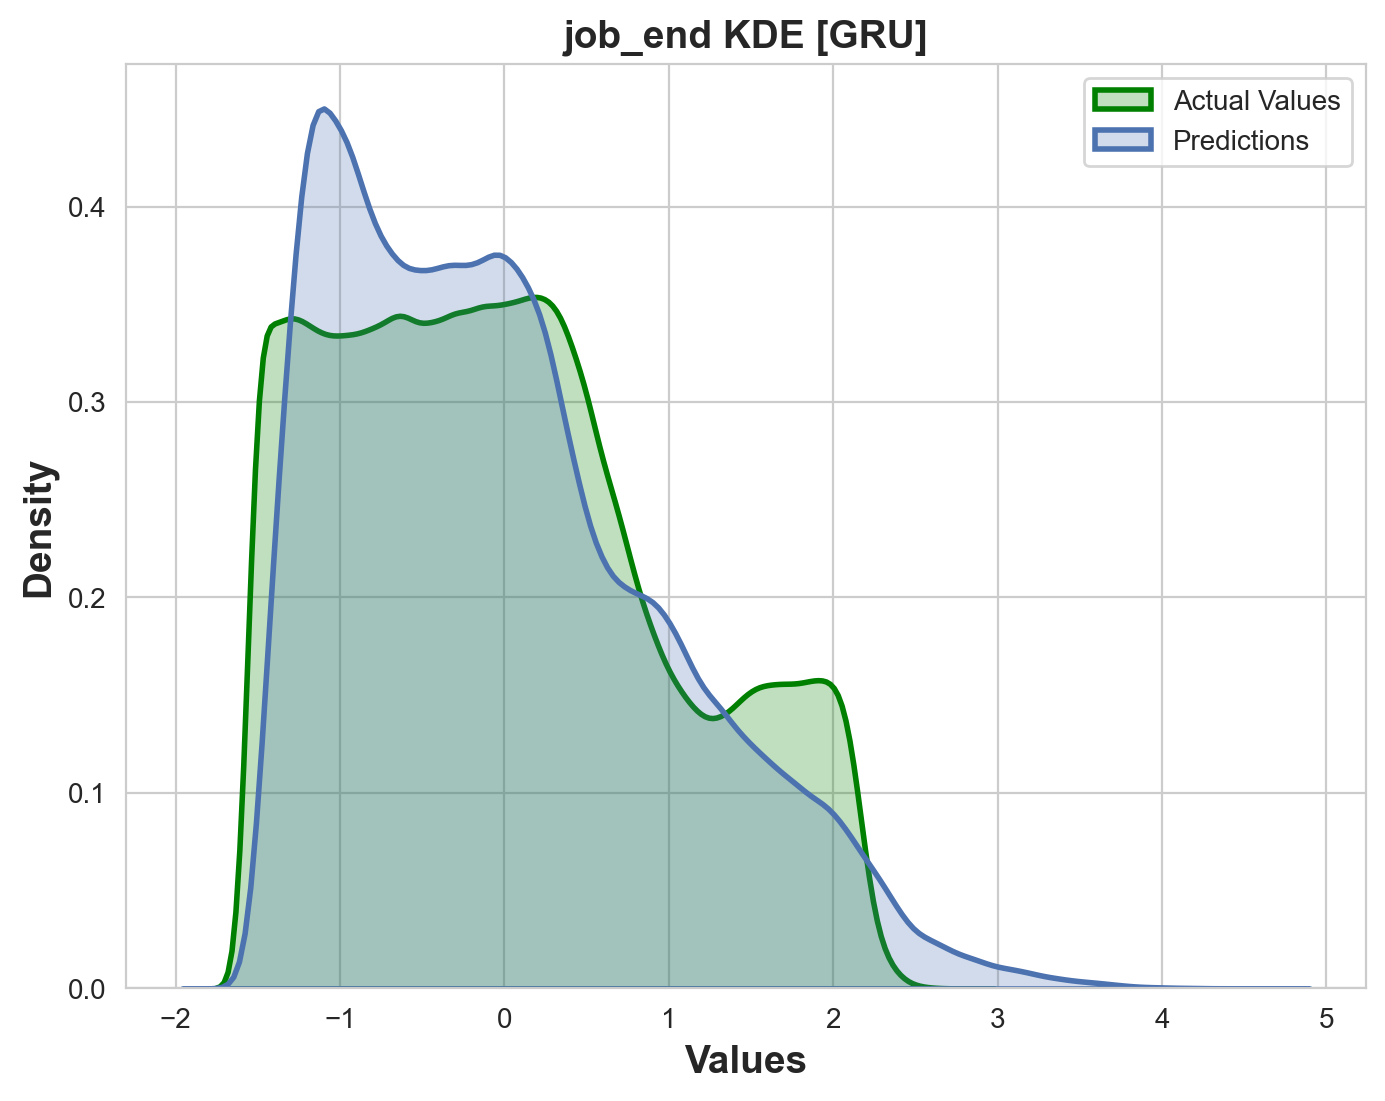 job_end KDE [GRU]
Actual Values
Predictions
Density
0.4
0.3
0.2
0.1
0.0
−2 −1 0 1 2 3 4 5
Values